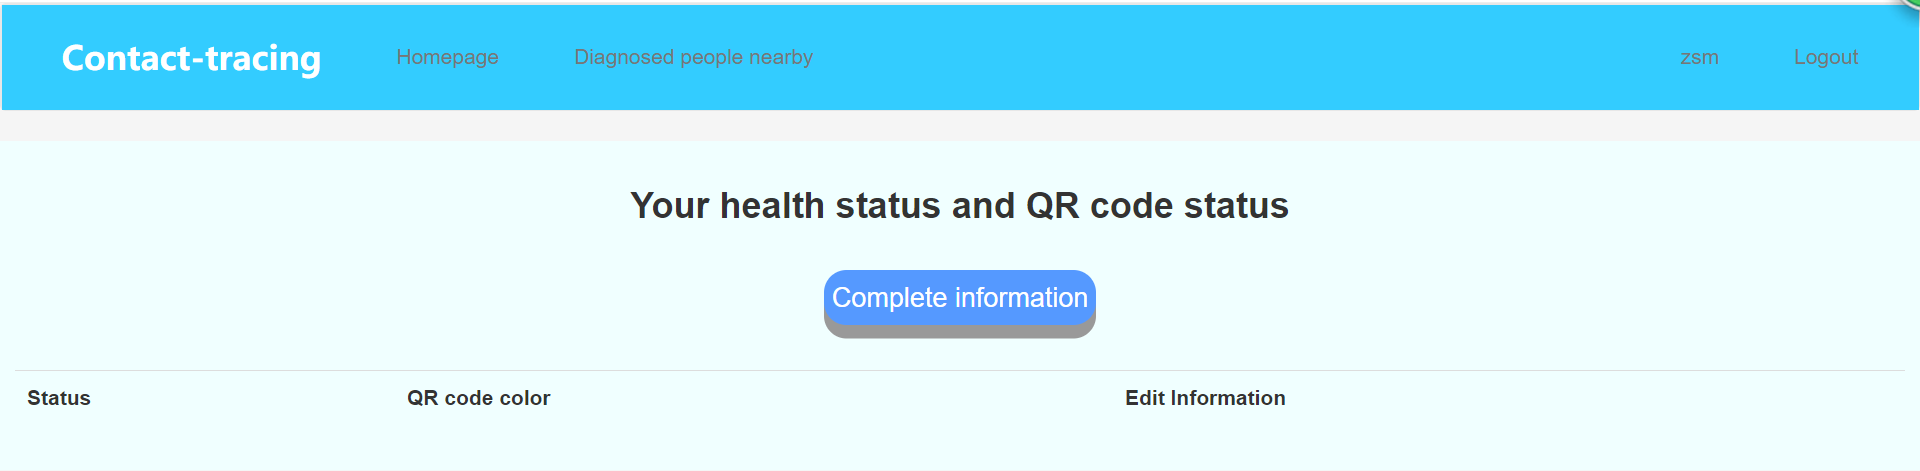 Contact-tracing Homepage Diagnosed people nearby zsm Logout
Your health status and QR code status
Complete information
Status QR code color Edit Information